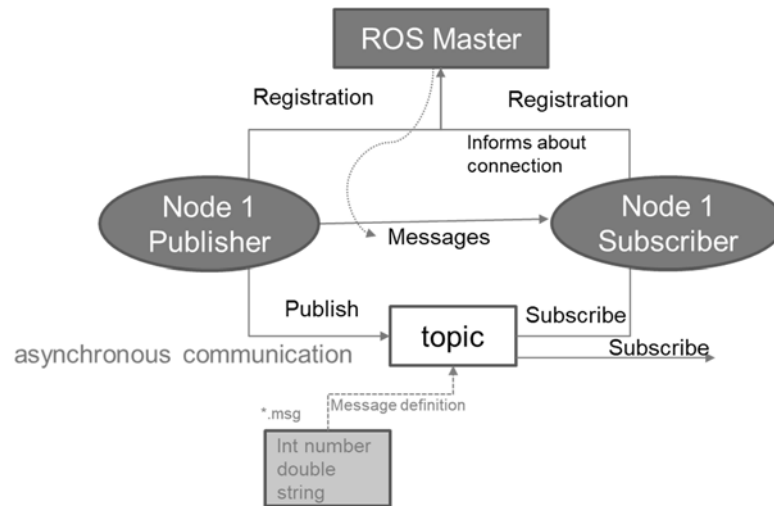 ROS Master
Registration
Registration
Informs about
connection
Node 1
Publisher
Node 1
Subscriber
Messages
Publish
Subscribe
topic
Subscribe
asynchronous communication
Message definition
*.msg
Int number
double
string